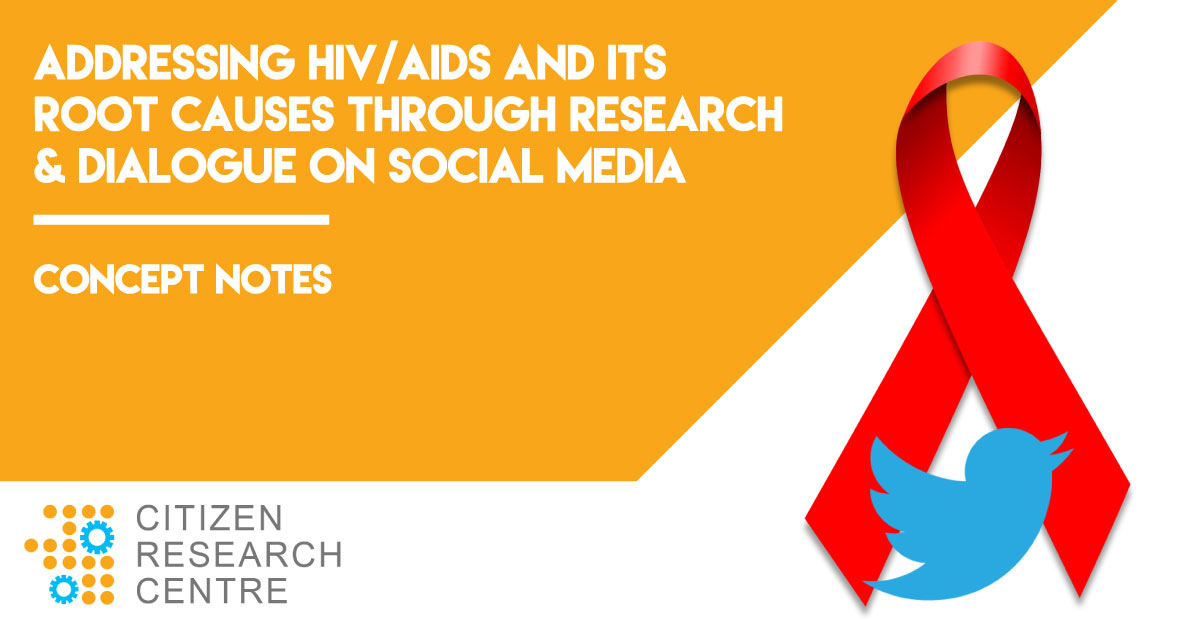 ADDRESSING HIV/AIDS AND ITS
ROOT CAUSES THROUGH RESEARCH
& DIALOGUE ON SOCIAL MEDIA
CONCEPT NOTES
CITIZEN
RESEARCH
CENTRE